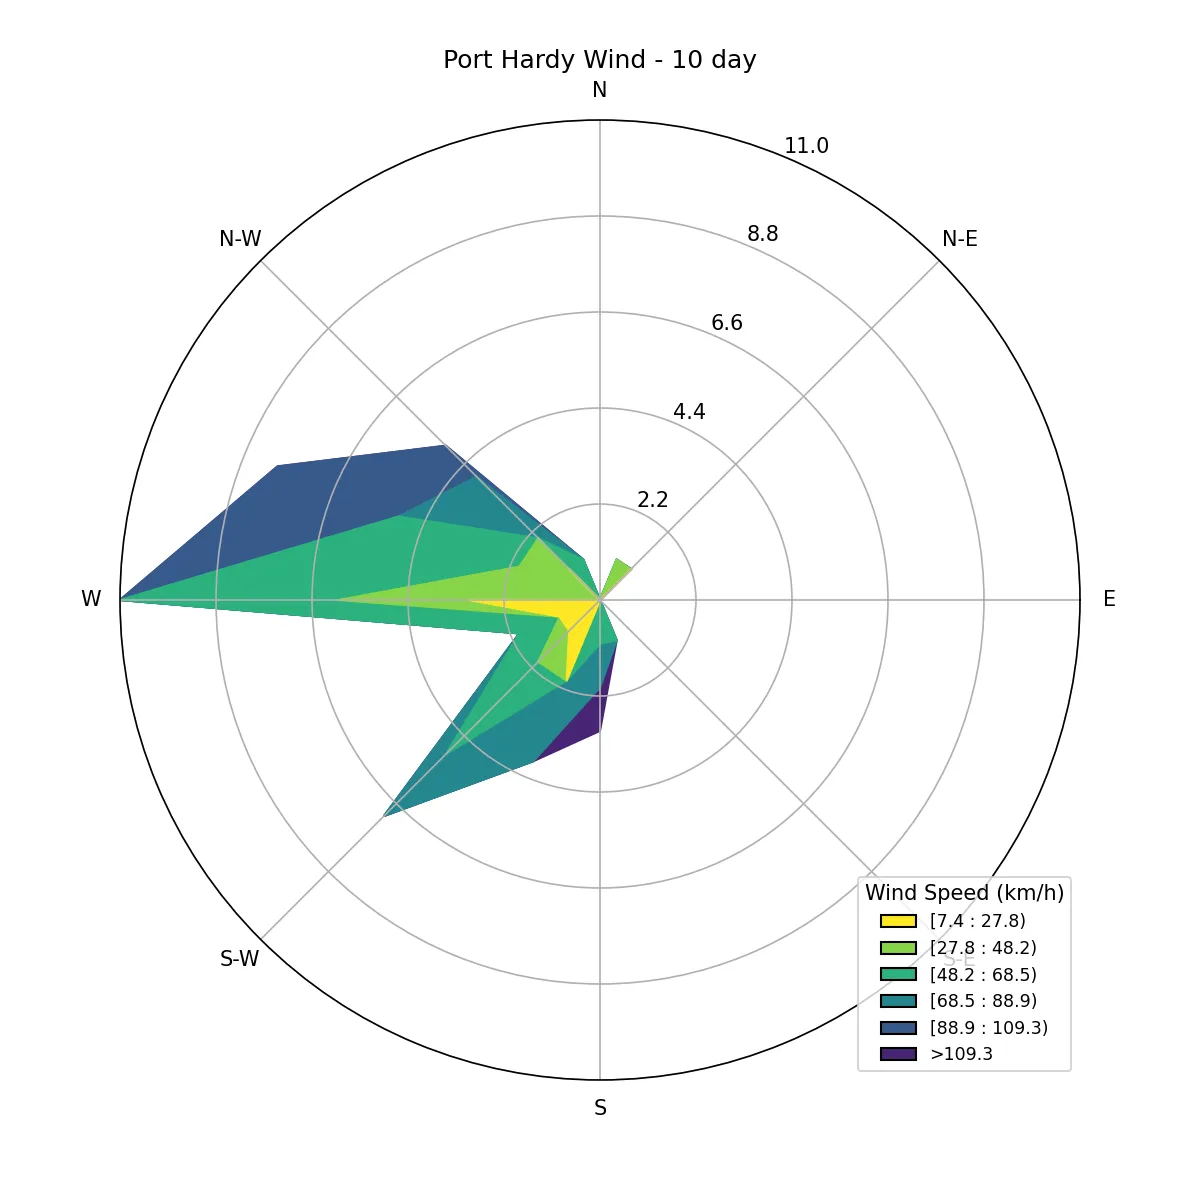 Port Hardy Wind - 10 day
N
11.0
N-W
8.8
N-E
6.6
4.4
2.2
W
E
S-W
S-E
S
Wind Speed (km/h)
[7.4 : 27.8)
[27.8 : 48.2)
[48.2 : 68.5)
[68.5 : 88.9)
[88.9 : 109.3)
>109.3